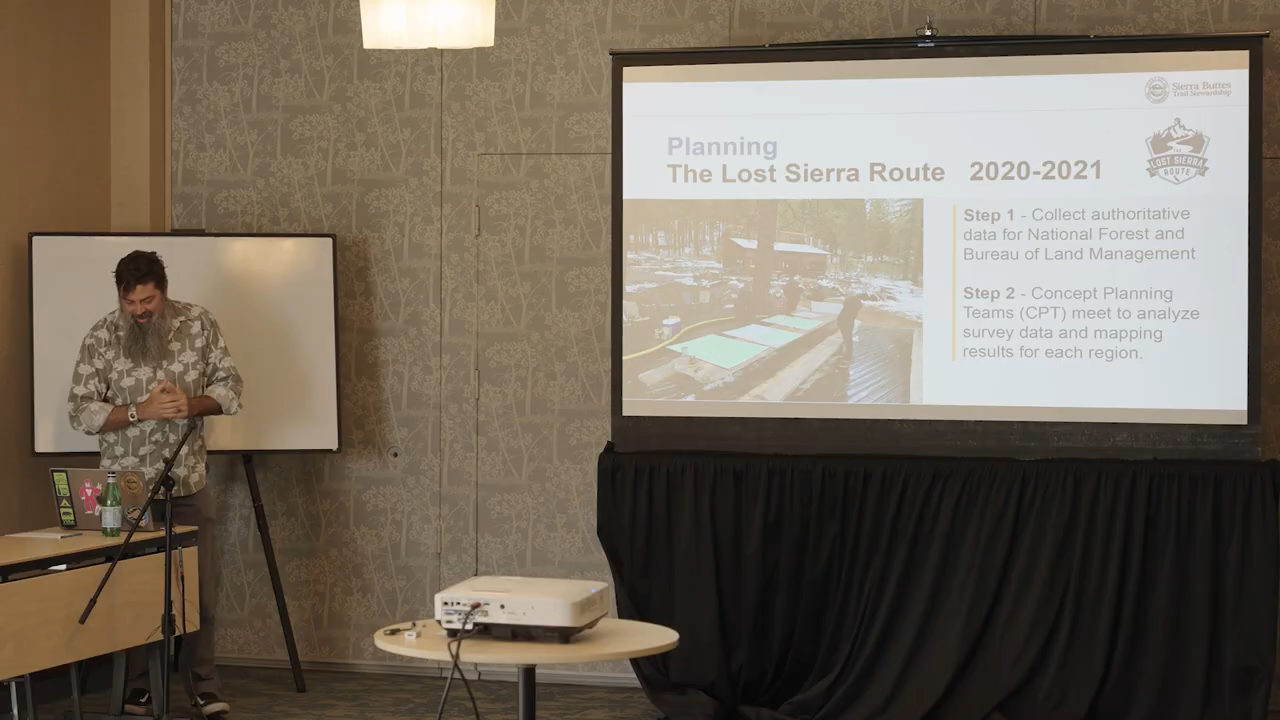 Sierra Buttes
Trail Stewardship
Planning
The Lost Sierra Route 2020-2021
LOST SIERRA
ROUTE
Step 1 - Collect authoritative
data for National Forest and
Bureau of Land Management
Step 2 - Concept Planning
Teams (CPT) meet to analyze
survey data and mapping
results for each region.